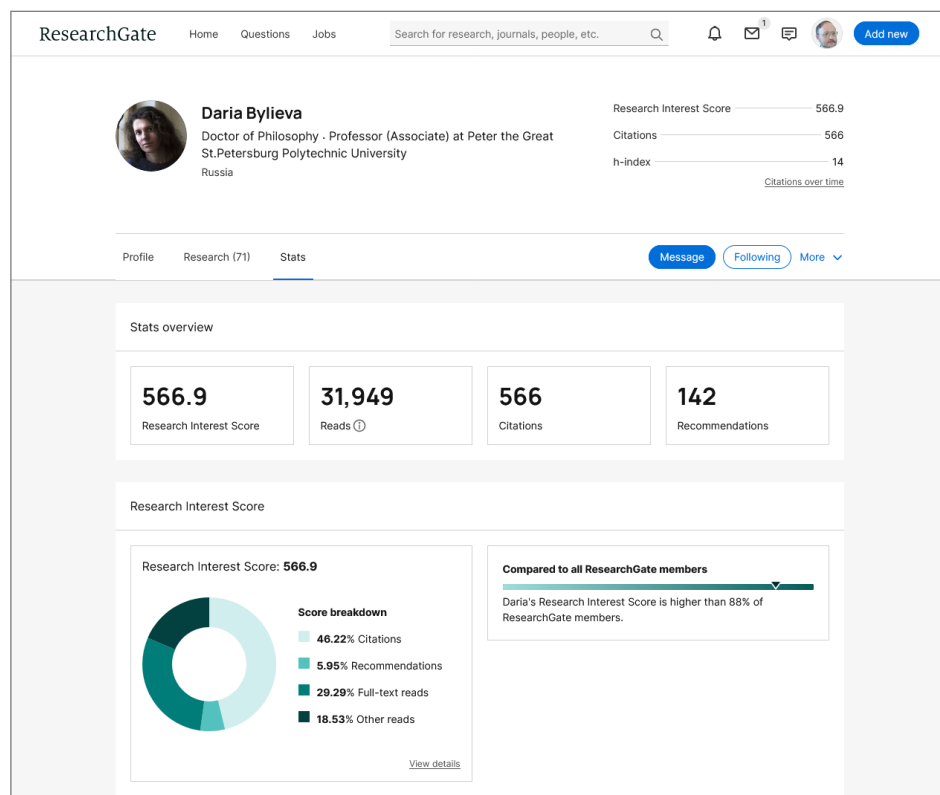 ResearchGate Home Questions Jobs Search for research, journals, people, etc. 1 Add new
Daria Bylieva
Doctor of Philosophy · Professor (Associate) at Peter the Great
St.Petersburg Polytechnic University
Russia
Research Interest Score 566.9
Citations 566
h-index 14
Citations over time
Profile Research (71) Stats Message Following More
Stats overview
566.9
Research Interest Score
31,949
Reads
566
Citations
142
Recommendations
Research Interest Score
Research Interest Score: 566.9
Score breakdown
46.22% Citations
5.95% Recommendations
29.29% Full-text reads
18.53% Other reads
View details
Compared to all ResearchGate members
Daria's Research Interest Score is higher than 88% of
ResearchGate members.